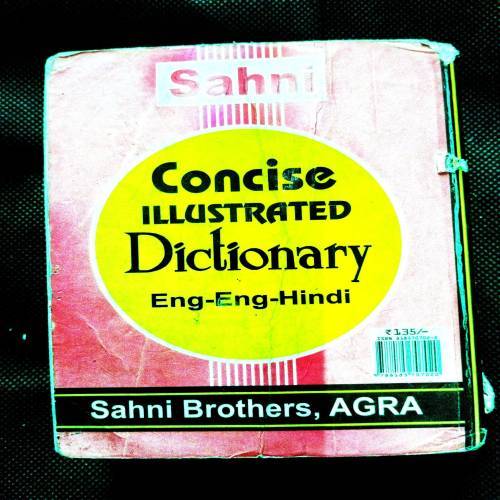 Sahni
Concise
ILLUSTRATED
Dictionary
Eng-Eng-Hindi
₹135/-
Sahni Brothers, AGRA